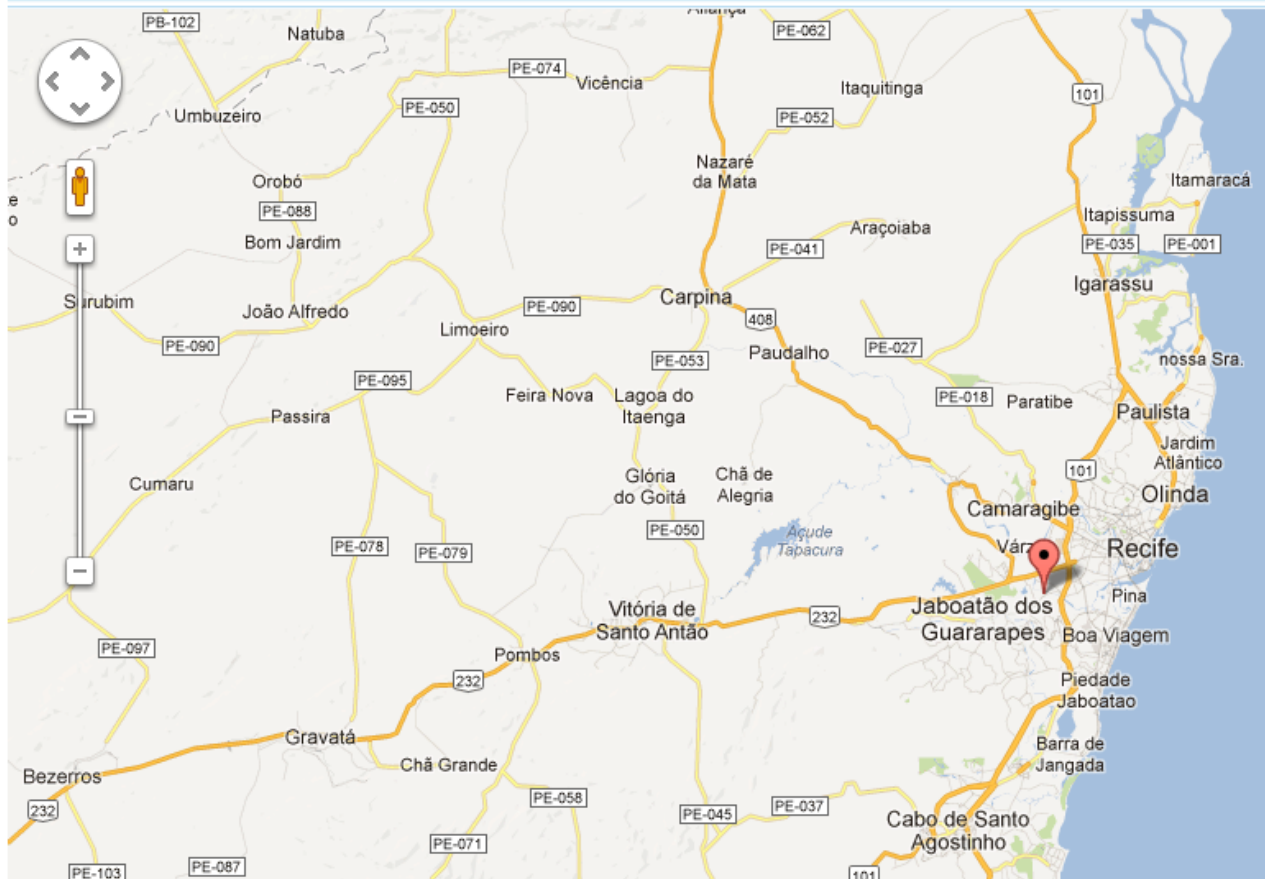 Aliança
PB-102
Natuba
PE-062
PE-074
Vicência
Itaquitinga
101
PE-050
Umbuzeiro
PE-052
Nazaré
da Mata
Orobó
Itamaracá
te
o
PE-088
Itapissuma
Araçoiaba
Bom Jardim
PE-041
PE-035
PE-001
Igarassu
Surubim
Carpina
PE-090
João Alfredo
408
Limoeiro
PE-090
PE-027
Paudalho
nossa Sra.
PE-053
PE-095
Feira Nova
Lagoa do
Itaenga
PE-018
Paratibe
Paulista
Passira
Jardim
Atlântico
101
Cumaru
Glória
do Goitá
Chã de
Alegria
Olinda
Camaragibe
PE-050
Açude
Tapacura
PE-078
PE-079
Várz
Recife
Pina
Vitória de
Santo Antão
232
Jaboatão dos
Guararapes
Boa Viagem
PE-097
Pombos
232
Piedade
Jaboatao
Gravatá
Barra de
Jangada
Chã Grande
Bezerros
232
PE-058
PE-045
PE-037
Cabo de Santo
Agostinho
PE-071
PE-087
PE-103
101